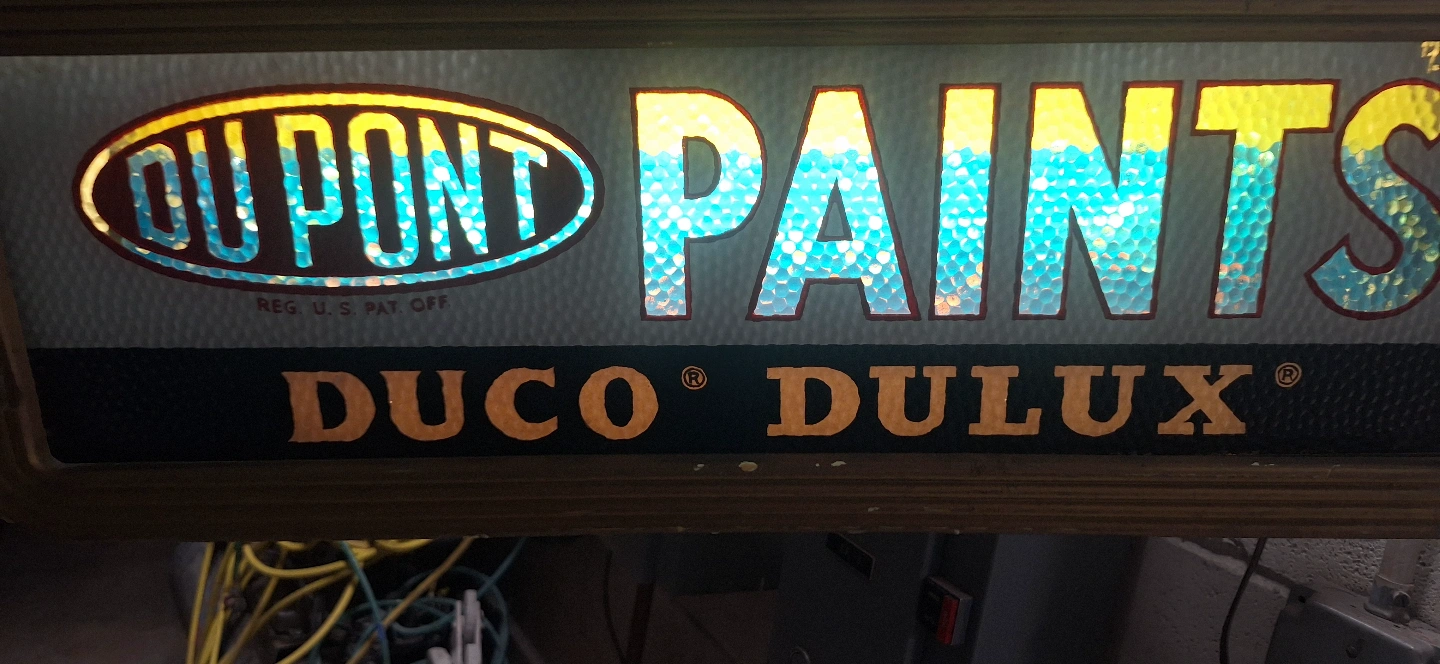 DU PONT PAINTS
REG. U.S. PAT. OFF
DUCO® DULUX®